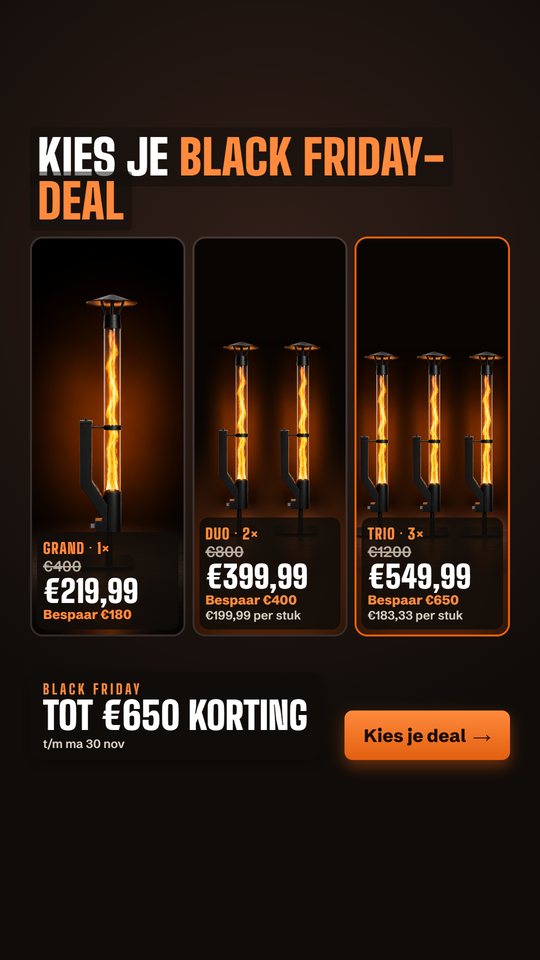 KIES JE BLACK FRIDAY-
DEAL
GRAND · 1×
€400
€219,99
Bespaar €180
DUO · 2×
€800
€399,99
Bespaar €400
€199,99 per stuk
TRIO · 3×
€1200
€549,99
Bespaar €650
€183,33 per stuk
BLACK FRIDAY
TOT €650 KORTING
t/m ma 30 nov
Kies je deal →